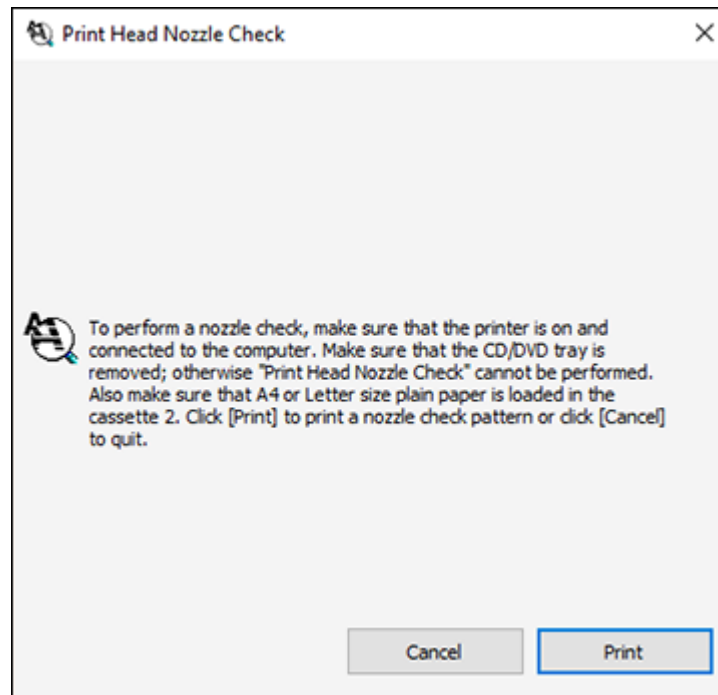 Print Head Nozzle Check
To perform a nozzle check, make sure that the printer is on and
connected to the computer. Make sure that the CD/DVD tray is
removed; otherwise "Print Head Nozzle Check" cannot be performed.
Also make sure that A4 or Letter size plain paper is loaded in the
cassette 2. Click [Print] to print a nozzle check pattern or click [Cancel]
to quit.
Cancel
Print